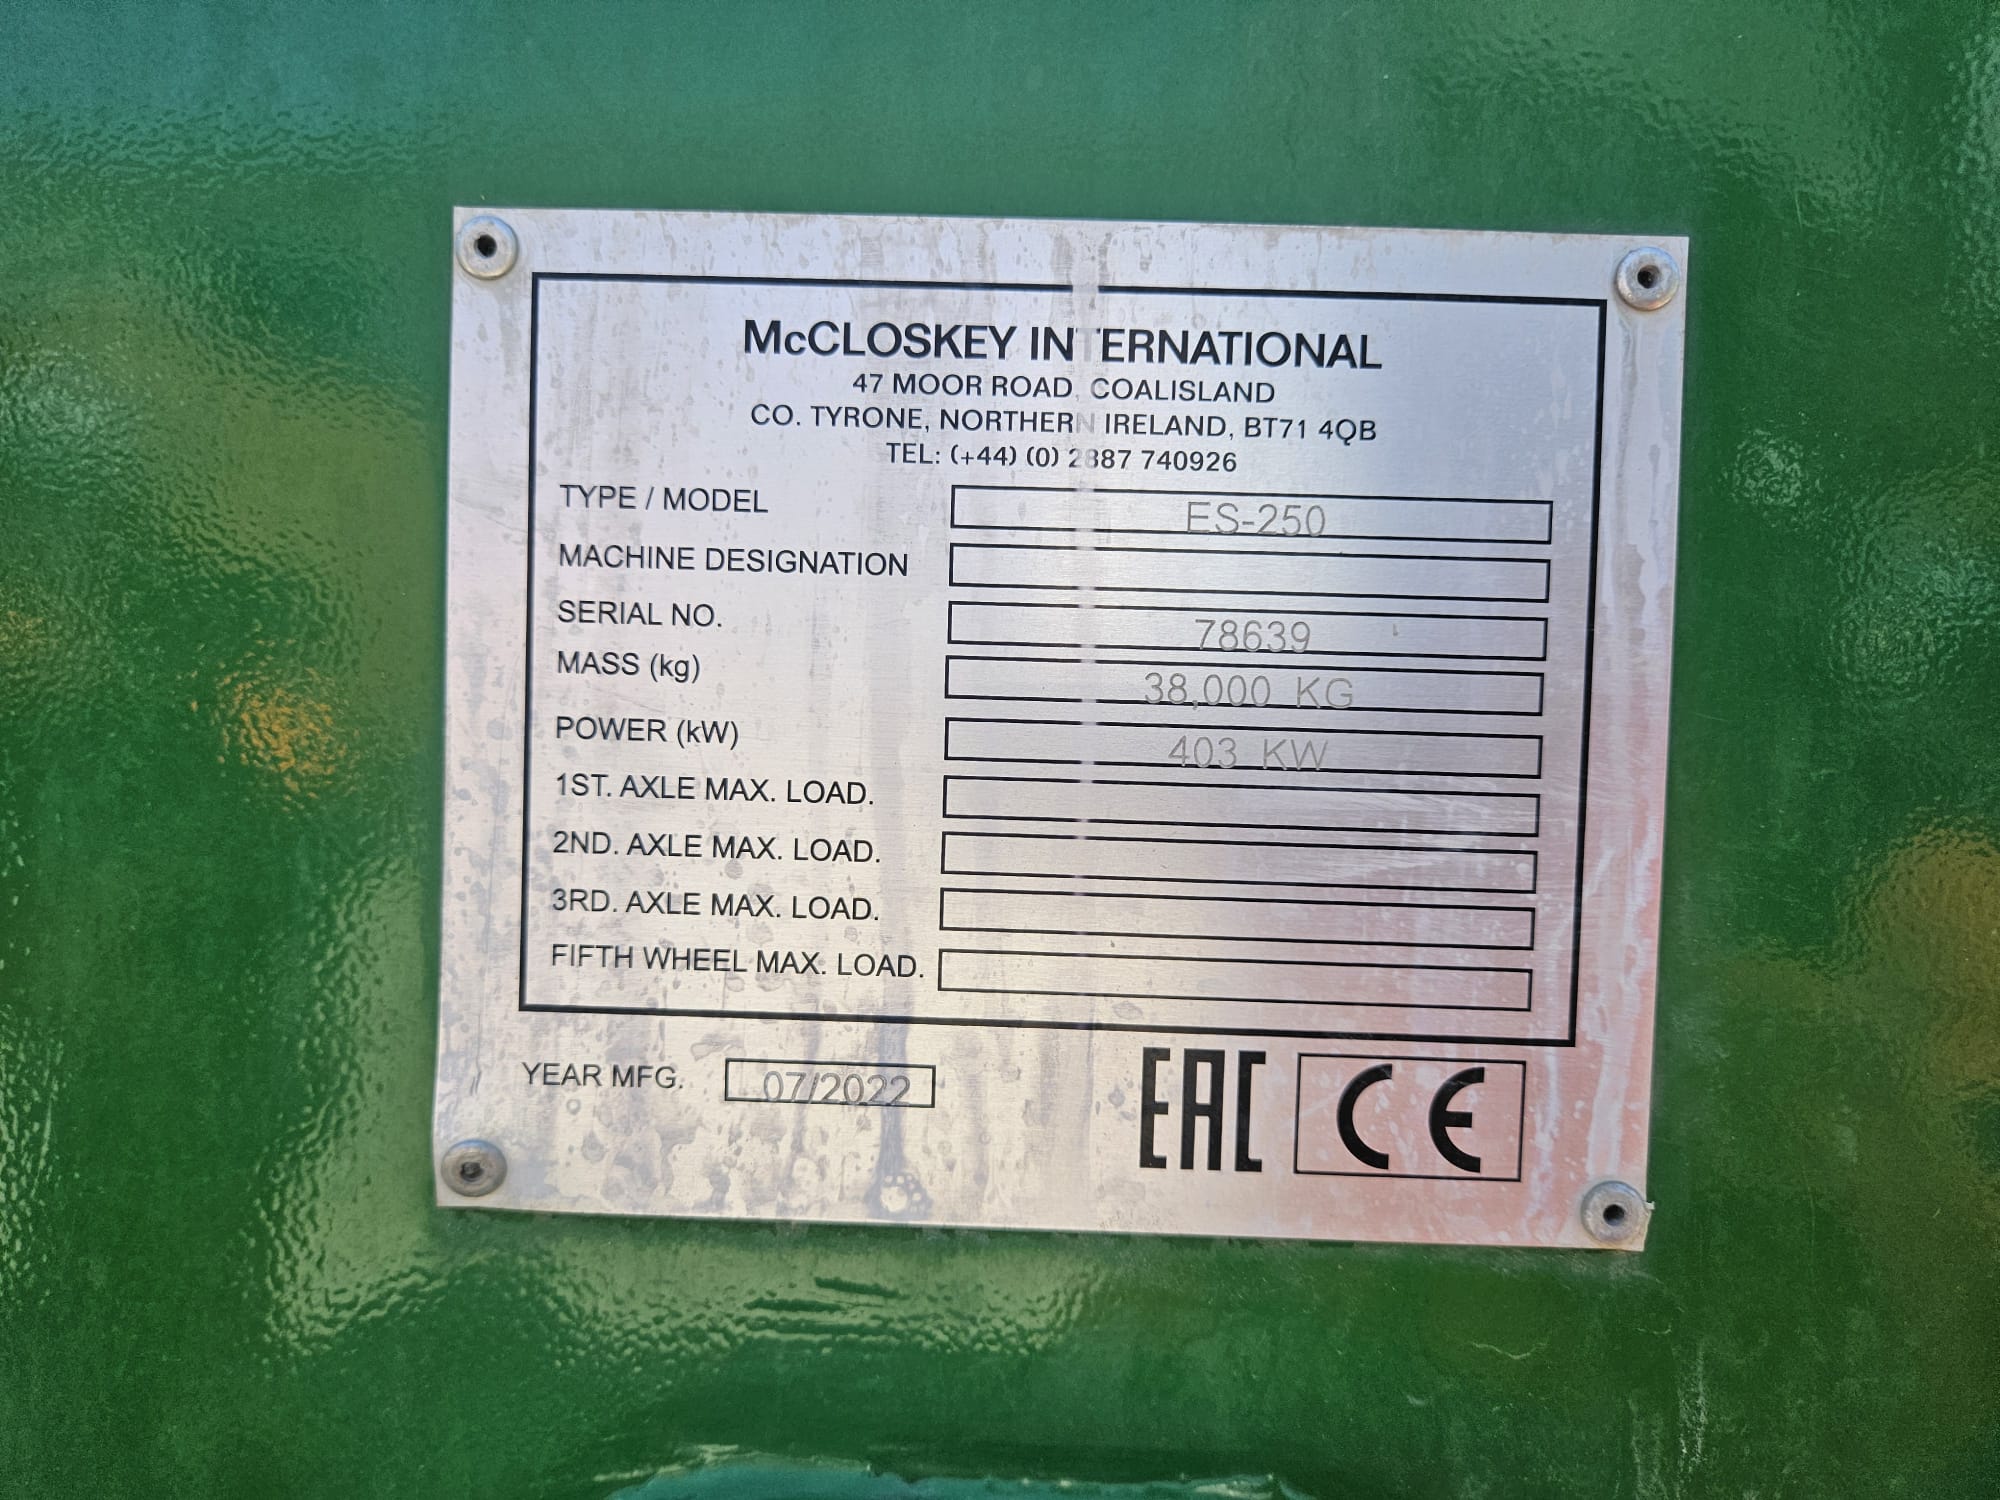 McCLOSKEY INTERNATIONAL
47 MOOR ROAD, COALISLAND
CO. TYRONE, NORTHERN IRELAND, BT71 4QB
TEL: (+44) (0) 2887 740926
TYPE / MODEL ES-250
MACHINE DESIGNATION
SERIAL NO. 78639
MASS (kg) 38,000 KG
POWER (kW) 403 KW
1ST. AXLE MAX. LOAD.
2ND. AXLE MAX. LOAD.
3RD. AXLE MAX. LOAD.
FIFTH WHEEL MAX. LOAD.
YEAR MFG. 07/2022
EAC CE